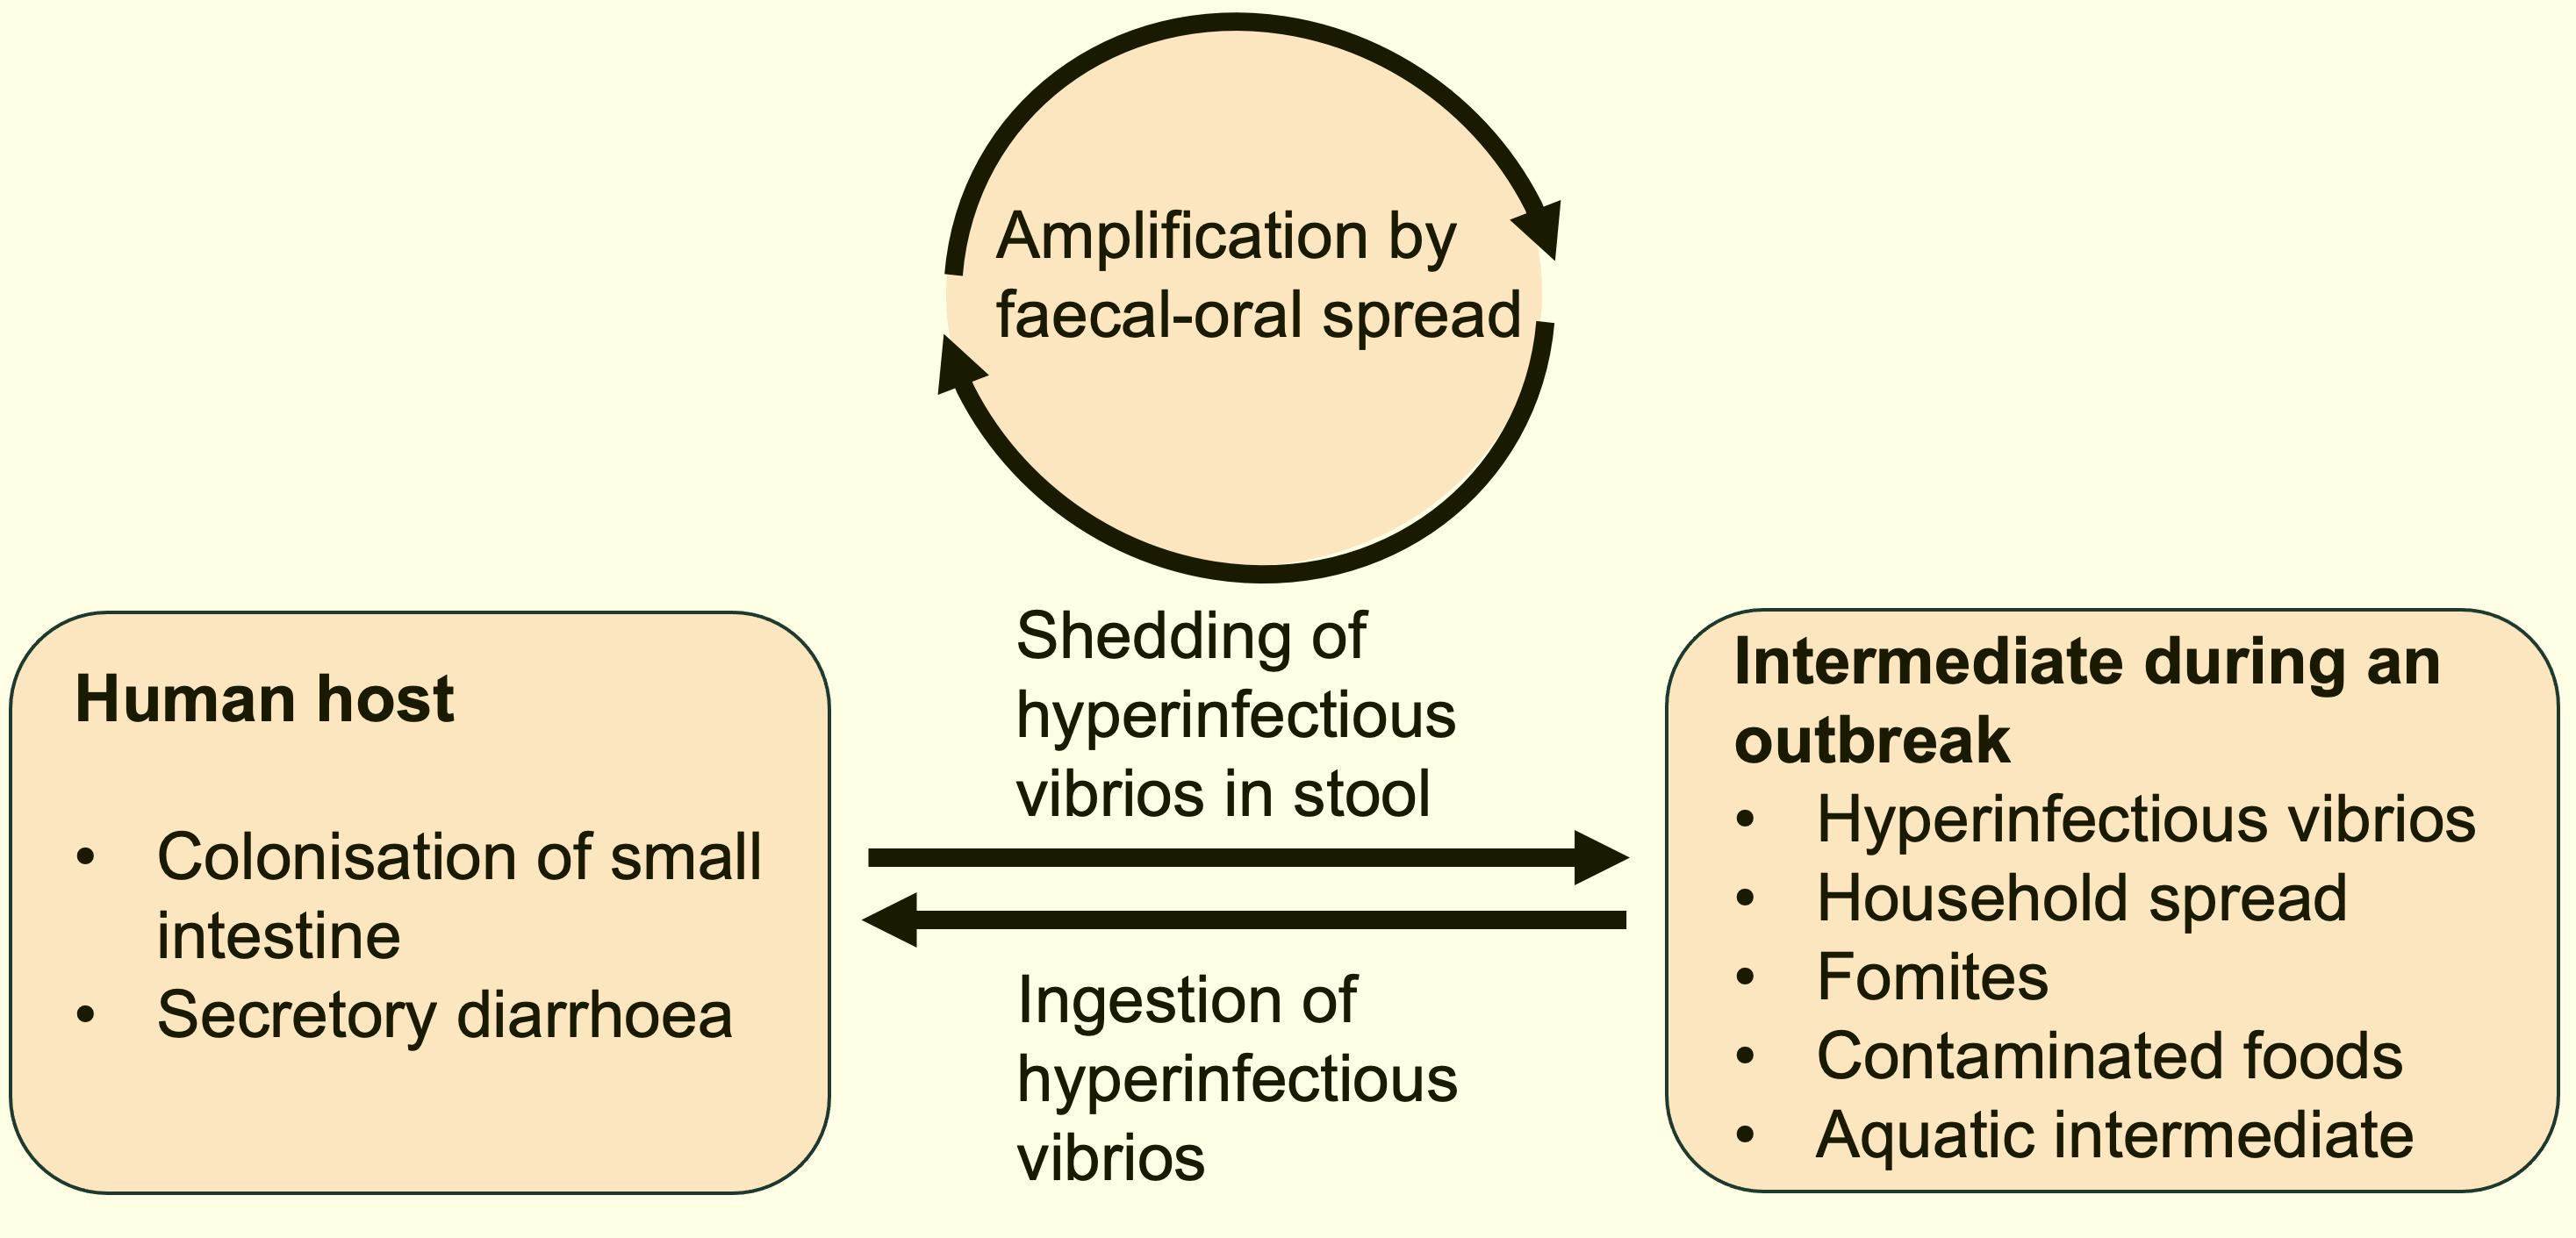 Amplification by
faecal-oral spread
Human host
• Colonisation of small
intestine
• Secretory diarrhoea
Shedding of
hyperinfectious
vibrios in stool
Ingestion of
hyperinfectious
vibrios
Intermediate during an
outbreak
• Hyperinfectious vibrios
• Household spread
• Fomites
• Contaminated foods
• Aquatic intermediate